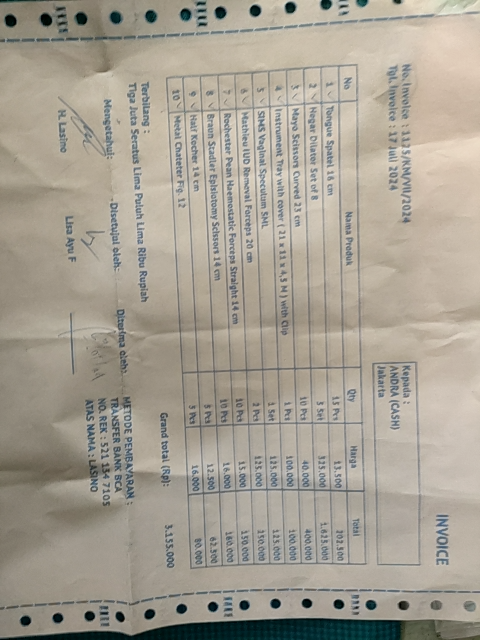 INVOICE
No. Invoice : 1175/KM/VII/2024
Tgl. Invoice : 17 Juli 2024
Kepada :
ANDRA (CASH)
Jakarta
No Nama Produk Qty Harga Total
1 Tongue Spatel 16 cm 15 Pcs 13.500 202.500
2 Hegar Dilator Set of 8 5 Set 325.000 1.625.000
3 Mayo Scissors Curved 23 cm 10 Pcs 40.000 400.000
4 Instrument Tray with cover ( 21 x 11 x 4,5 M ) with Clip 1 Pcs 100.000 100.000
5 SIMS Vaginal Speculum SML 1 Set 125.000 125.000
6 Mathieu IUD Removal Forceps 20 cm 2 Pcs 125.000 250.000
7 Rochester Pean Haemostatic Forceps Straight 14 cm 10 Pcs 15.000 150.000
8 Braun Stadler Episiotomy Scissors 14 cm 10 Pcs 16.000 160.000
9 Half Kocher 14 cm 5 Pcs 12.500 62.500
10 Metal Chateter Fig. 12 5 Pcs 16.000 80.000
Grand total (Rp): 3.155.000
Terbilang :
Tiga Juta Seratus Lima Puluh Lima Ribu Rupiah
Mengetahui: Disetujui oleh: Diterima oleh:
H. Lasino Lisa Ayu F
METODE PEMBAYARAN :
TRANSFER BANK BCA
NO. REK : 521 134 7105
ATAS NAMA : LASINO